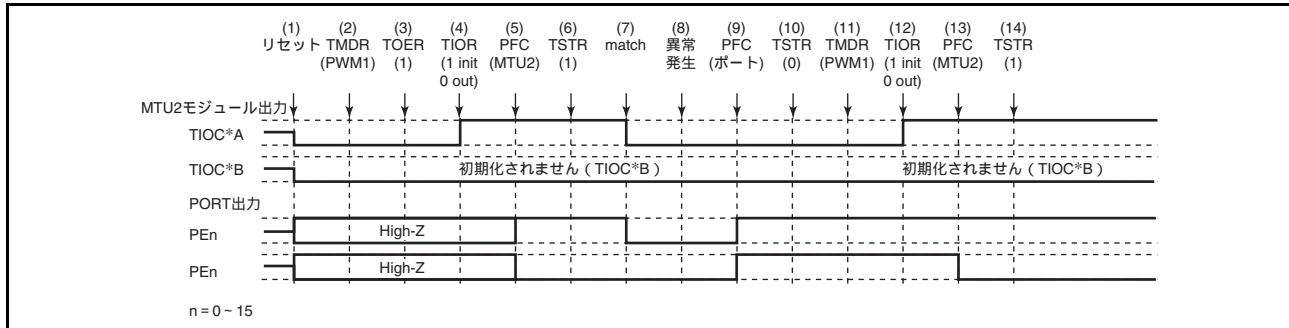 (1) (2) (3) (4) (5) (6) (7) (8) (9) (10) (11) (12) (13) (14)
リセット TMDR TOER TIOR PFC TSTR match 異常 PFC TSTR TMDR TIOR PFC TSTR
(PWM1) (1) (1 init (MTU2) (1) 発生 (ポート) (0) (PWM1) (1 init (MTU2) (1)
0 out) 0 out)
MTU2モジュール出力
TIOC*A
TIOC*B 初期化されません（TIOC*B） 初期化されません（TIOC*B）
PORT出力
PEn High-Z
PEn High-Z
n = 0 ~ 15